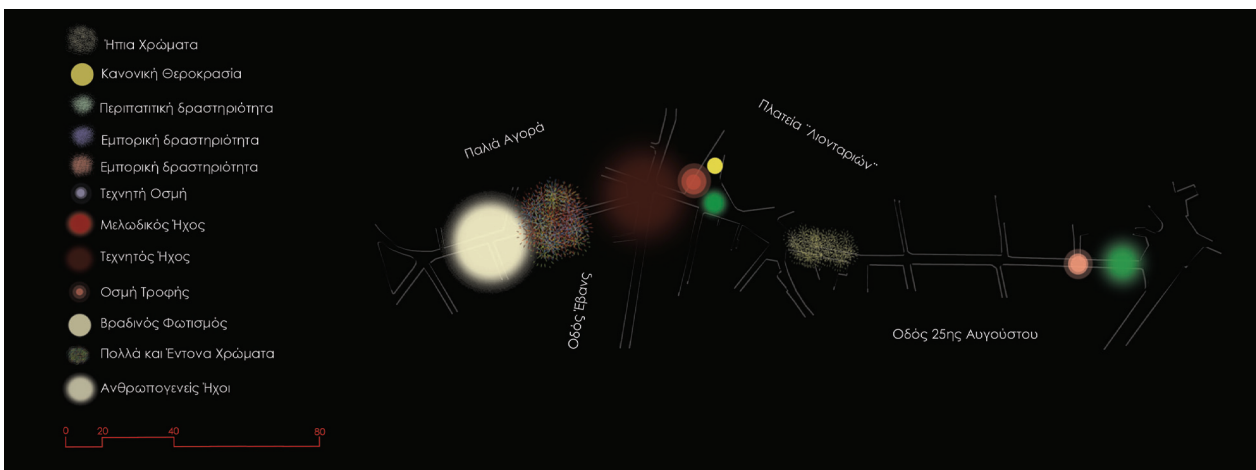 Ήπια Χρώματα
Κανονική Θεροκρασία
Περιπατιτική δραστηριότητα
Εμπορική δραστηριότητα
Εμπορική δραστηριότητα
Τεχνητή Οσμή
Μελωδικός Ήχος
Τεχνητός Ήχος
Οσμή Τροφής
Βραδινός Φωτισμός
Πολλά και Έντονα Χρώματα
Ανθρωπογενείς Ήχοι
0 20 40 80
Παλιά Αγορά
Οδός Έβανς
Πλατεία ¨Λιονταριών¨
Οδός 25ης Αυγούστου